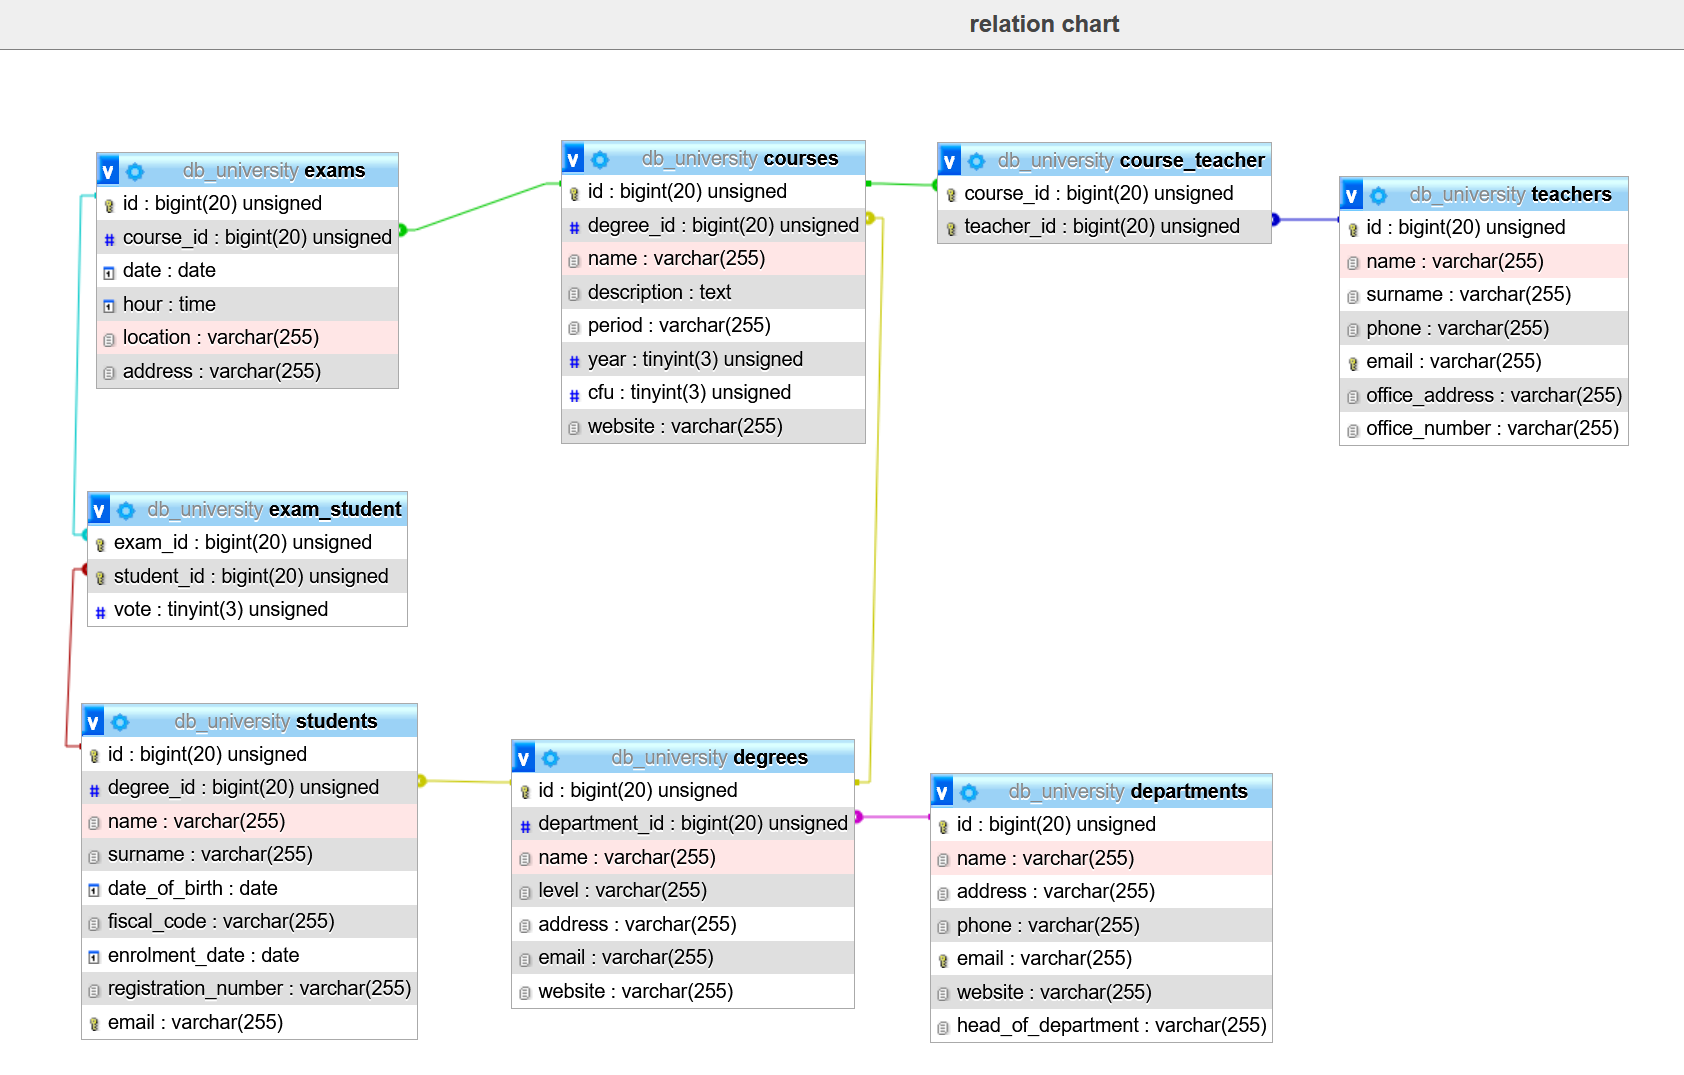 relation chart
v db_university exams
id : bigint(20) unsigned
# course_id : bigint(20) unsigned
date : date
hour : time
location : varchar(255)
address : varchar(255)
v db_university courses
id : bigint(20) unsigned
# degree_id : bigint(20) unsigned
name : varchar(255)
description : text
period : varchar(255)
# year : tinyint(3) unsigned
# cfu : tinyint(3) unsigned
website : varchar(255)
v db_university course_teacher
course_id : bigint(20) unsigned
teacher_id : bigint(20) unsigned
v db_university teachers
id : bigint(20) unsigned
name : varchar(255)
surname : varchar(255)
phone : varchar(255)
email : varchar(255)
office_address : varchar(255)
office_number : varchar(255)
v db_university exam_student
exam_id : bigint(20) unsigned
student_id : bigint(20) unsigned
# vote : tinyint(3) unsigned
v db_university students
id : bigint(20) unsigned
# degree_id : bigint(20) unsigned
name : varchar(255)
surname : varchar(255)
date_of_birth : date
fiscal_code : varchar(255)
enrolment_date : date
registration_number : varchar(255)
email : varchar(255)
v db_university degrees
id : bigint(20) unsigned
# department_id : bigint(20) unsigned
name : varchar(255)
level : varchar(255)
address : varchar(255)
email : varchar(255)
website : varchar(255)
v db_university departments
id : bigint(20) unsigned
name : varchar(255)
address : varchar(255)
phone : varchar(255)
email : varchar(255)
website : varchar(255)
head_of_department : varchar(255)